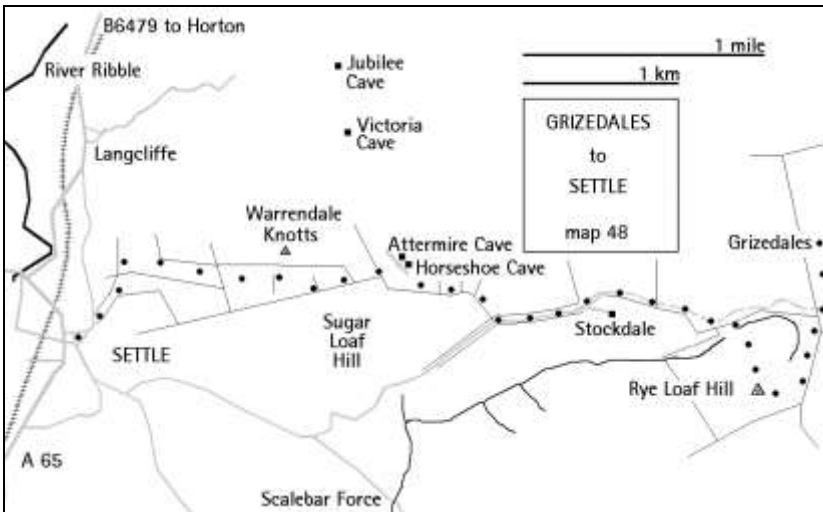 B6479 to Horton
River Ribble
Jubilee
Cave
1 mile
1 km
Victoria
Cave
Langcliffe
GRIZEDALES
to
SETTLE
map 48
Warrendale
Knotts
Attermire Cave
Horseshoe Cave
Grizedales
Sugar
Loaf
Hill
Stockdale
SETTLE
Rye Loaf Hill
A 65
Scalebar Force